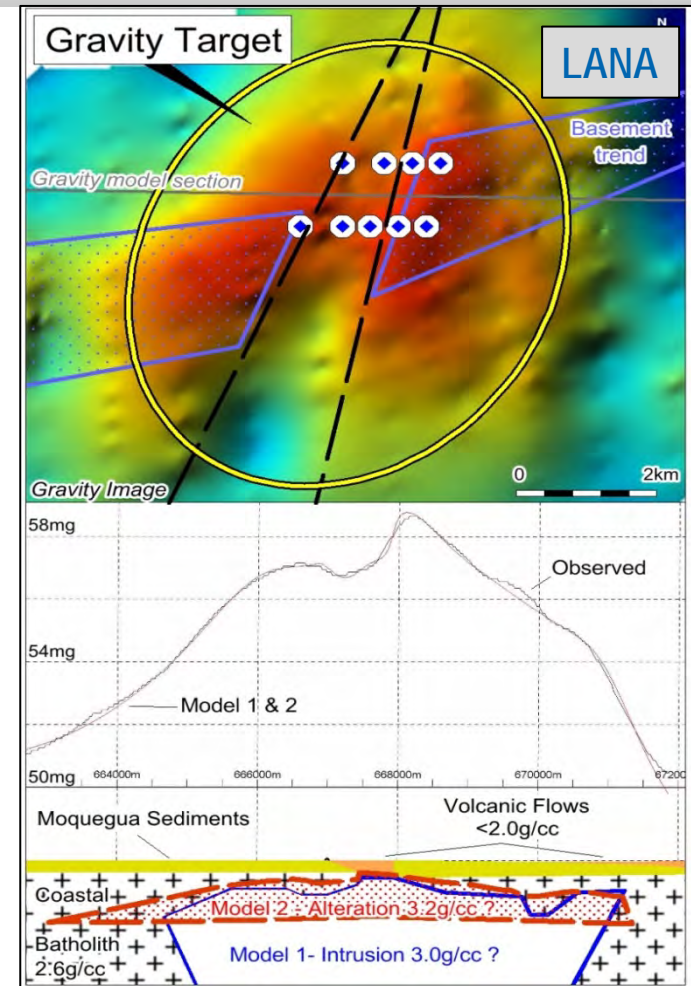 Gravity Target
N
LANA
Basement
trend
Gravity model section
0 2km
Gravity Image
58mg
Observed
54mg
Model 1 & 2
50mg
664000m 666000m 668000m 670000m 67200
Moquegua Sediments
Volcanic Flows
<2.0g/cc
Coastal
Model 2 - Alteration 3.2g/cc ?
Batholith
2.6g/cc
Model 1- Intrusion 3.0g/cc ?